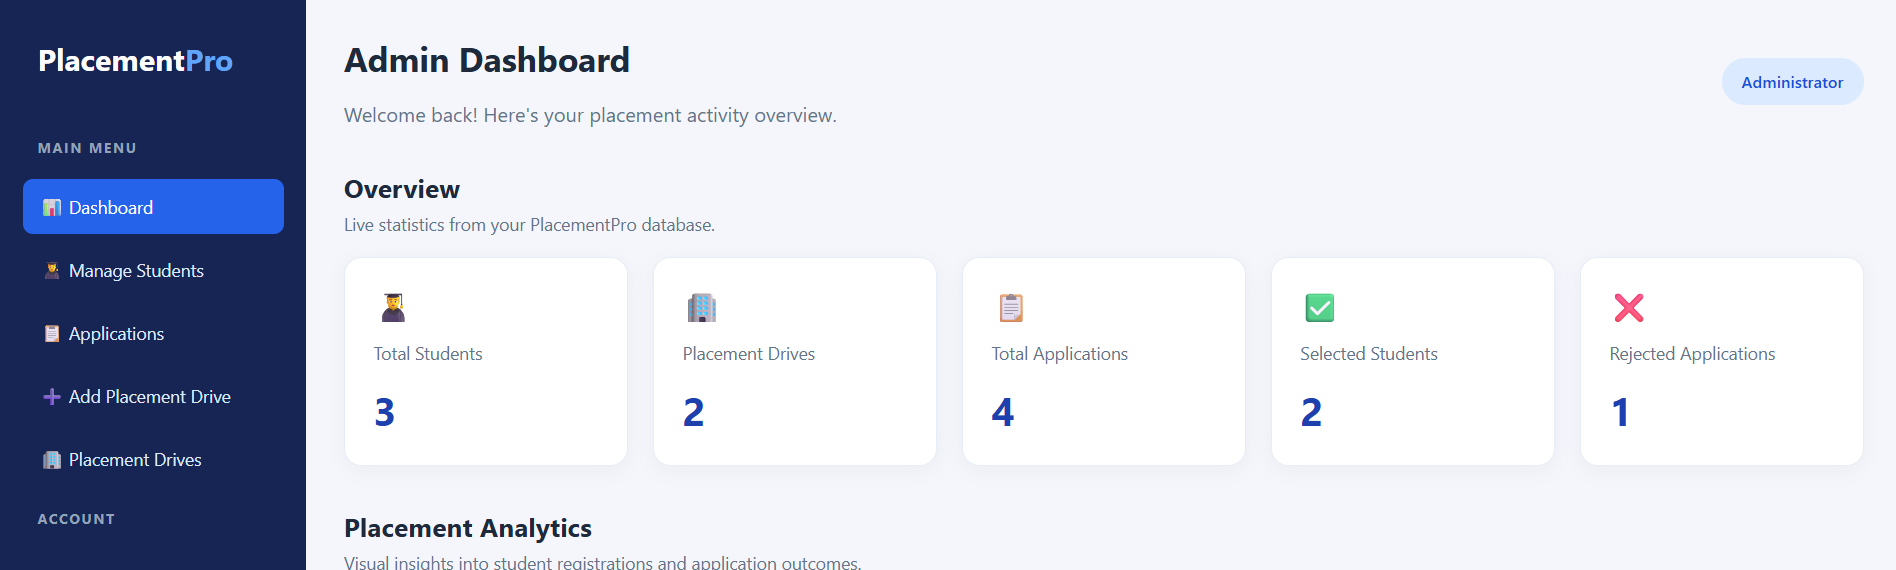 PlacementPro
MAIN MENU
Dashboard
Manage Students
Applications
Add Placement Drive
Placement Drives
ACCOUNT
Admin Dashboard
Welcome back! Here's your placement activity overview.
Administrator
Overview
Live statistics from your PlacementPro database.
Total Students
3
Placement Drives
2
Total Applications
4
Selected Students
2
Rejected Applications
1
Placement Analytics
Visual insights into student registrations and application outcomes.